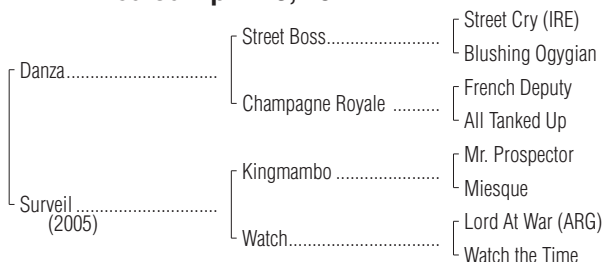 Street Cry (IRE)
Street Boss
Blushing Ogygian
Danza
French Deputy
Champagne Royale
All Tanked Up
Mr. Prospector
Kingmambo
Miesque
Surveil
(2005)
Lord At War (ARG)
Watch
Watch the Time